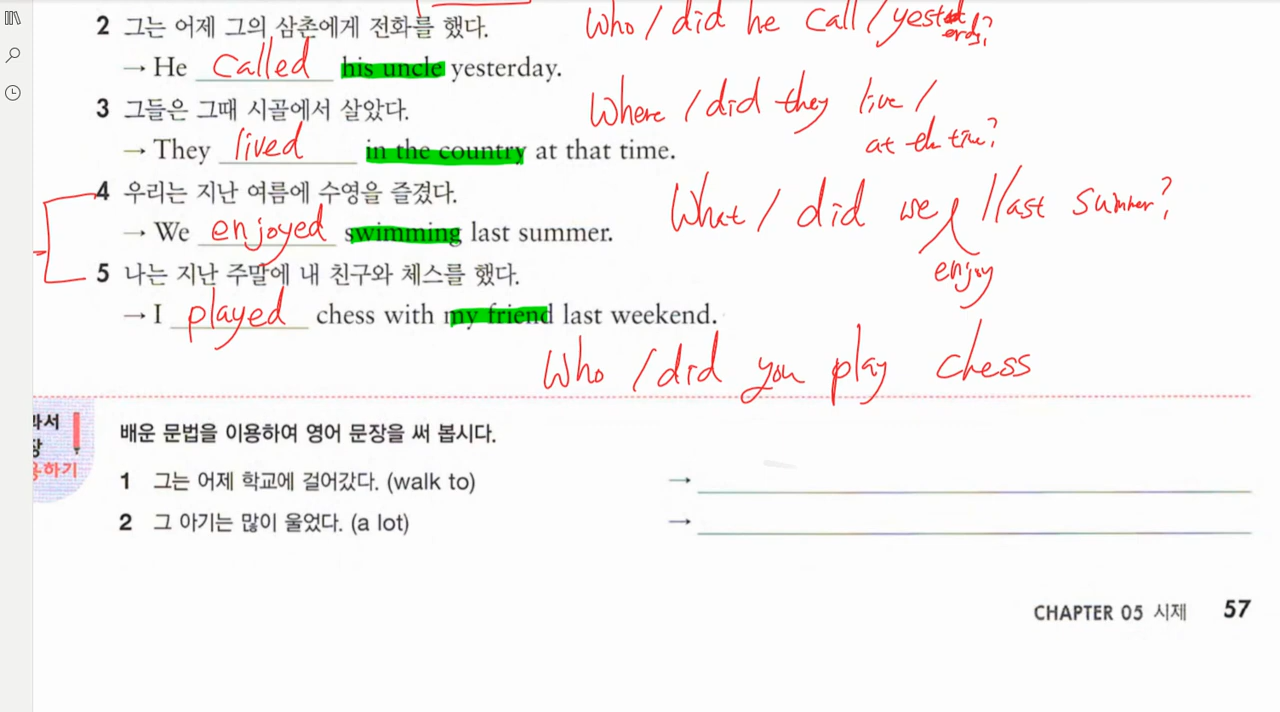 2 그는 어제 그의 삼촌에게 전화를 했다.
Who / did he call / yesterday?
→ He called his uncle yesterday.
3 그들은 그때 시골에서 살았다.
Where / did they live /
at the time?
→ They lived in the country at that time.
4 우리는 지난 여름에 수영을 즐겼다.
What / did we / last summer?
enjoy
→ We enjoyed swimming last summer.
5 나는 지난 주말에 내 친구와 체스를 했다.
→ I played chess with my friend last weekend.
Who / did you play chess
배운 문법을 이용하여 영어 문장을 써 봅시다.
1 그는 어제 학교에 걸어갔다. (walk to) →
2 그 아기는 많이 울었다. (a lot) →
CHAPTER 05 시제 57